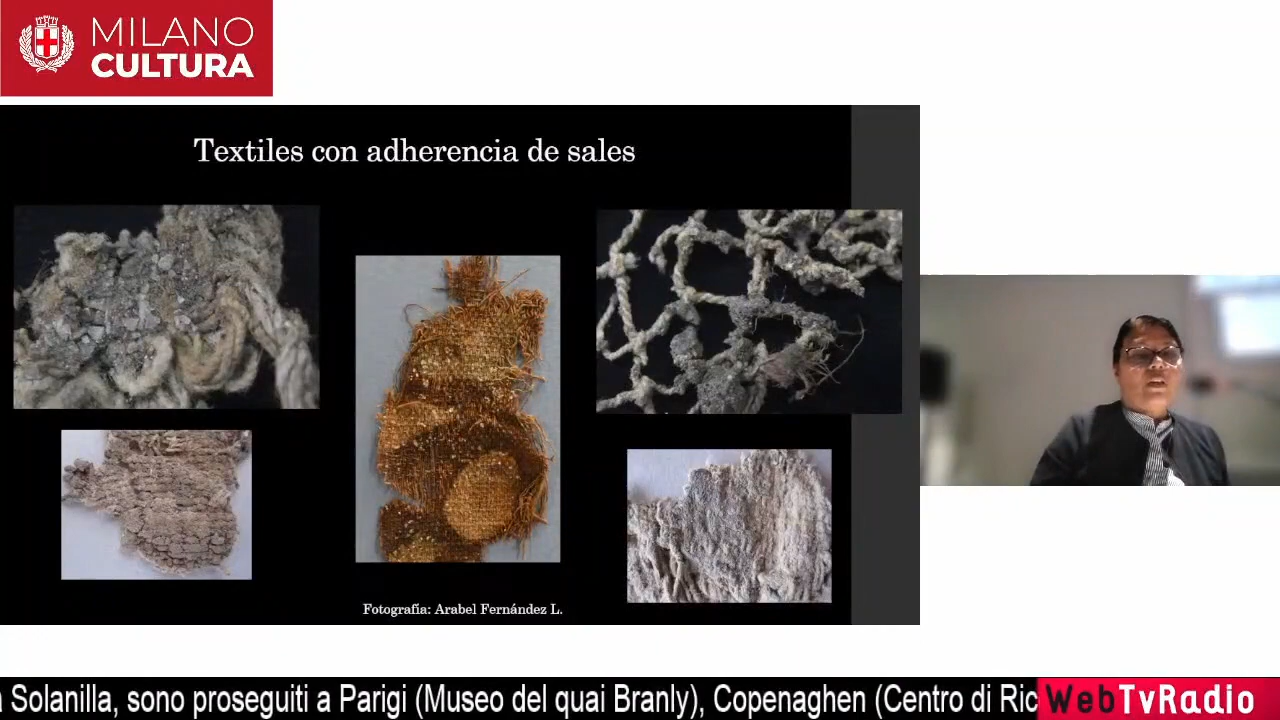 MILANO
CULTURA
Textiles con adherencia de sales
Fotografía: Arabel Fernández L.
a Solanilla, sono proseguiti a Parigi (Museo del quai Branly), Copenaghen (Centro di Ric
WebTvRadio